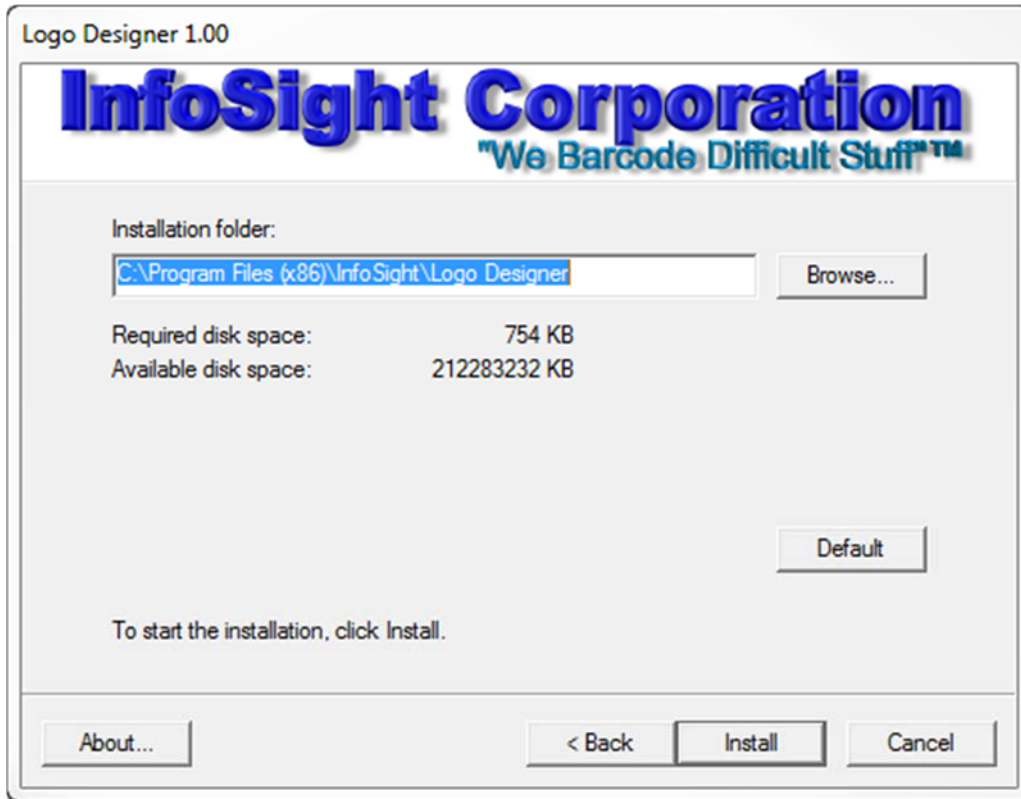 Logo Designer 1.00
InfoSight Corporation
"We Barcode Difficult Stuff"™
Installation folder:
C:\Program Files (x86)\InfoSight\Logo Designer
Browse...
Required disk space: 754 KB
Available disk space: 212283232 KB
Default
To start the installation, click Install.
About... < Back Install Cancel